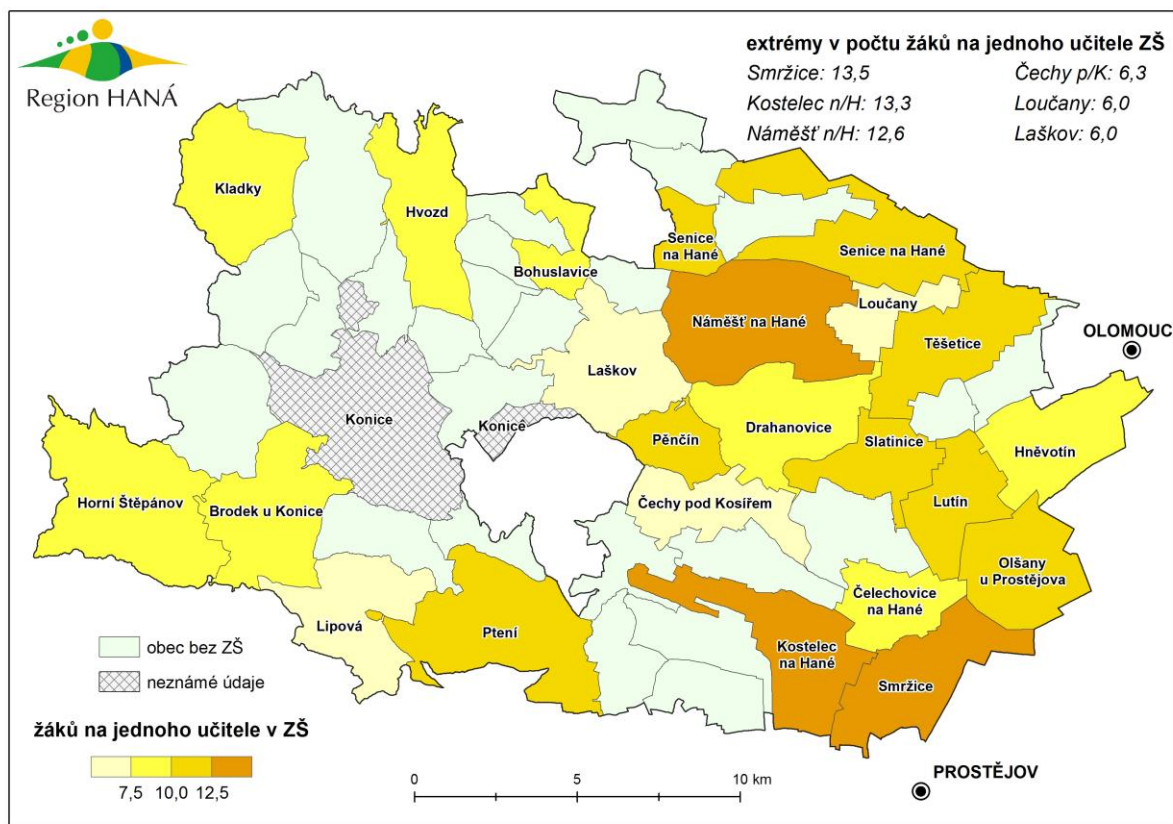 Region HANÁ
extrémy v počtu žáků na jednoho učitele ZŠ
Smržice: 13,5
Čechy p/K: 6,3
Kostelec n/H: 13,3
Loučany: 6,0
Náměšť n/H: 12,6
Laškov: 6,0
Kladky
Hvozd
Bohuslavice
Senice
na Hané
Senice na Hané
Loučany
Náměšť na Hané
Těšetice
OLOMOUC
Laškov
Konice
Konice
Pěnčín
Drahanovice
Slatinice
Hněvotín
Horní Štěpánov
Brodek u Konice
Čechy pod Kosířem
Lutín
Olšany
u Prostějova
Čelechovice
na Hané
Lipová
Ptení
Kostelec
na Hané
Smržice
obec bez ZŠ
neznámé údaje
žáků na jednoho učitele v ZŠ
7,5 10,0 12,5
0 5 10 km
PROSTĚJOV